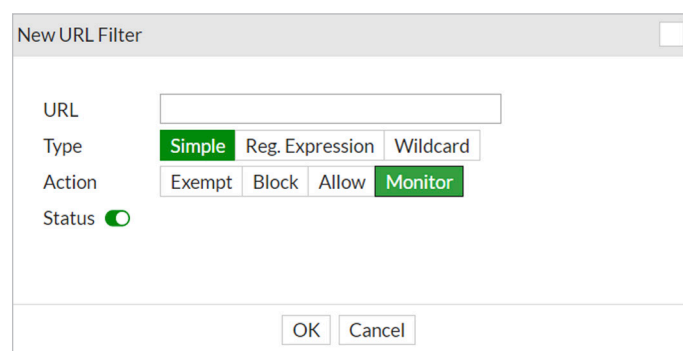 New URL Filter
URL
Type Simple Reg. Expression Wildcard
Action Exempt Block Allow Monitor
Status
OK Cancel